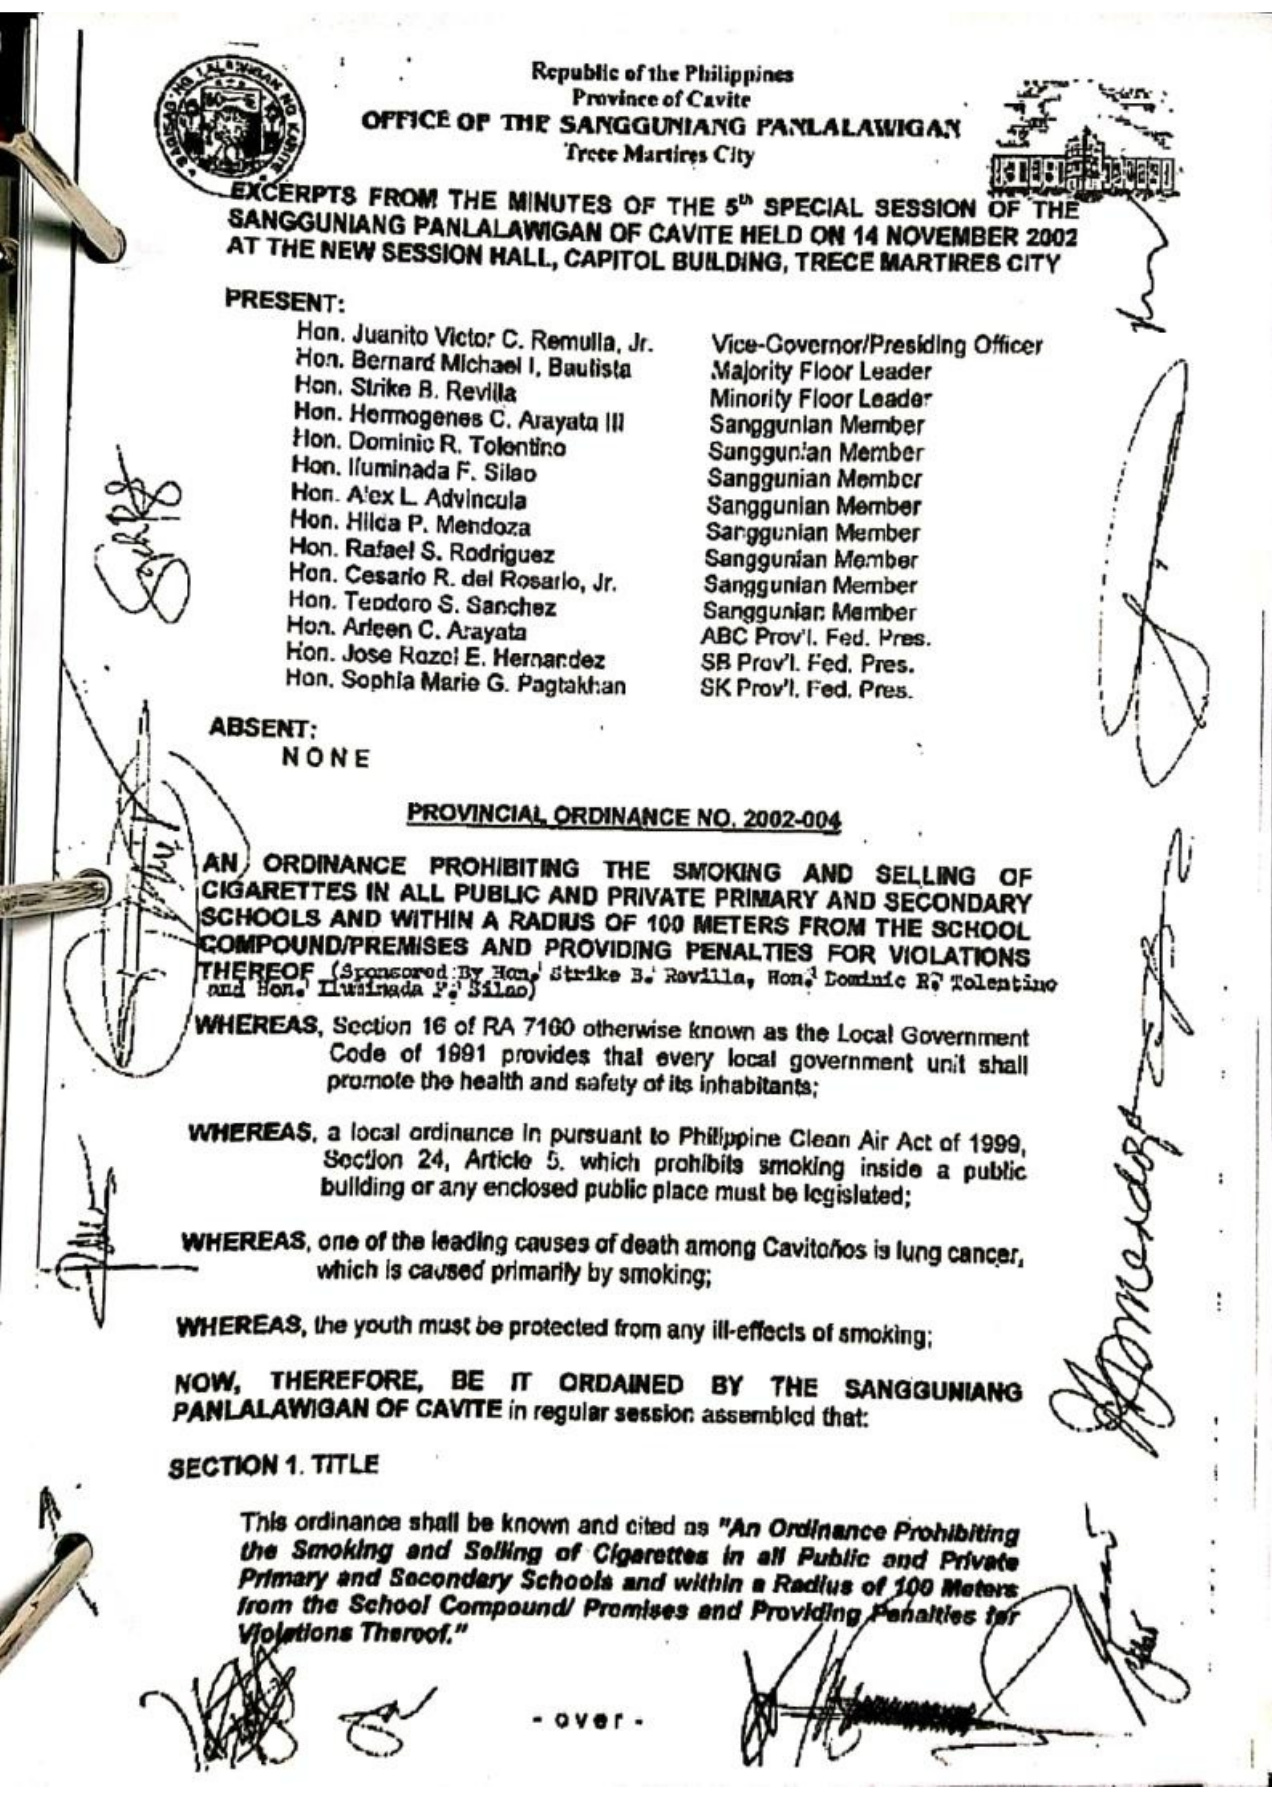 SAGISAG NG LALAWIGAN NG KABITE
Republic of the Philippines
Province of Cavite
OFFICE OF THE SANGGUNIANG PANLALAWIGAN
Trece Martires City
EXCERPTS FROM THE MINUTES OF THE 5th SPECIAL SESSION OF THE
SANGGUNIANG PANLALAWIGAN OF CAVITE HELD ON 14 NOVEMBER 2002
AT THE NEW SESSION HALL, CAPITOL BUILDING, TRECE MARTIRES CITY
PRESENT:
Hon. Juanito Victor C. Remulla, Jr. Vice-Governor/Presiding Officer
Hon. Bernard Michael I. Bautista Majority Floor Leader
Hon. Strike B. Revilla Minority Floor Leader
Hon. Hermogenes C. Arayata III Sanggunian Member
Hon. Dominic R. Tolentino Sanggunian Member
Hon. Iluminada F. Silao Sanggunian Member
Hon. Alex L. Advincula Sanggunian Member
Hon. Hilda P. Mendoza Sanggunian Member
Hon. Rafael S. Rodriguez Sanggunian Member
Hon. Cesario R. del Rosario, Jr. Sanggunian Member
Hon. Teodoro S. Sanchez Sanggunian Member
Hon. Arleen C. Arayata ABC Prov'l. Fed. Pres.
Hon. Jose Rozel E. Hernandez SB Prov'l. Fed. Pres.
Hon. Sophia Marie G. Pagtakhan SK Prov'l. Fed. Pres.
ABSENT:
NONE
PROVINCIAL ORDINANCE NO. 2002-004
AN ORDINANCE PROHIBITING THE SMOKING AND SELLING OF
CIGARETTES IN ALL PUBLIC AND PRIVATE PRIMARY AND SECONDARY
SCHOOLS AND WITHIN A RADIUS OF 100 METERS FROM THE SCHOOL
COMPOUND/PREMISES AND PROVIDING PENALTIES FOR VIOLATIONS
THEREOF (Sponsored By Hon. Strike B. Revilla, Hon. Dominic R. Tolentino
and Hon. Iluminada F. Silao)
WHEREAS, Section 16 of RA 7160 otherwise known as the Local Government
Code of 1991 provides that every local government unit shall
promote the health and safety of its inhabitants;
WHEREAS, a local ordinance in pursuant to Philippine Clean Air Act of 1999,
Section 24, Article 5. which prohibits smoking inside a public
building or any enclosed public place must be legislated;
WHEREAS, one of the leading causes of death among Caviteños is lung cancer,
which is caused primarily by smoking;
WHEREAS, the youth must be protected from any ill-effects of smoking;
NOW, THEREFORE, BE IT ORDAINED BY THE SANGGUNIANG
PANLALAWIGAN OF CAVITE in regular session assembled that:
SECTION 1. TITLE
This ordinance shall be known and cited as "An Ordinance Prohibiting
the Smoking and Selling of Cigarettes in all Public and Private
Primary and Secondary Schools and within a Radius of 100 Meters
from the School Compound/ Premises and Providing Penalties for
Violations Thereof."
- over -